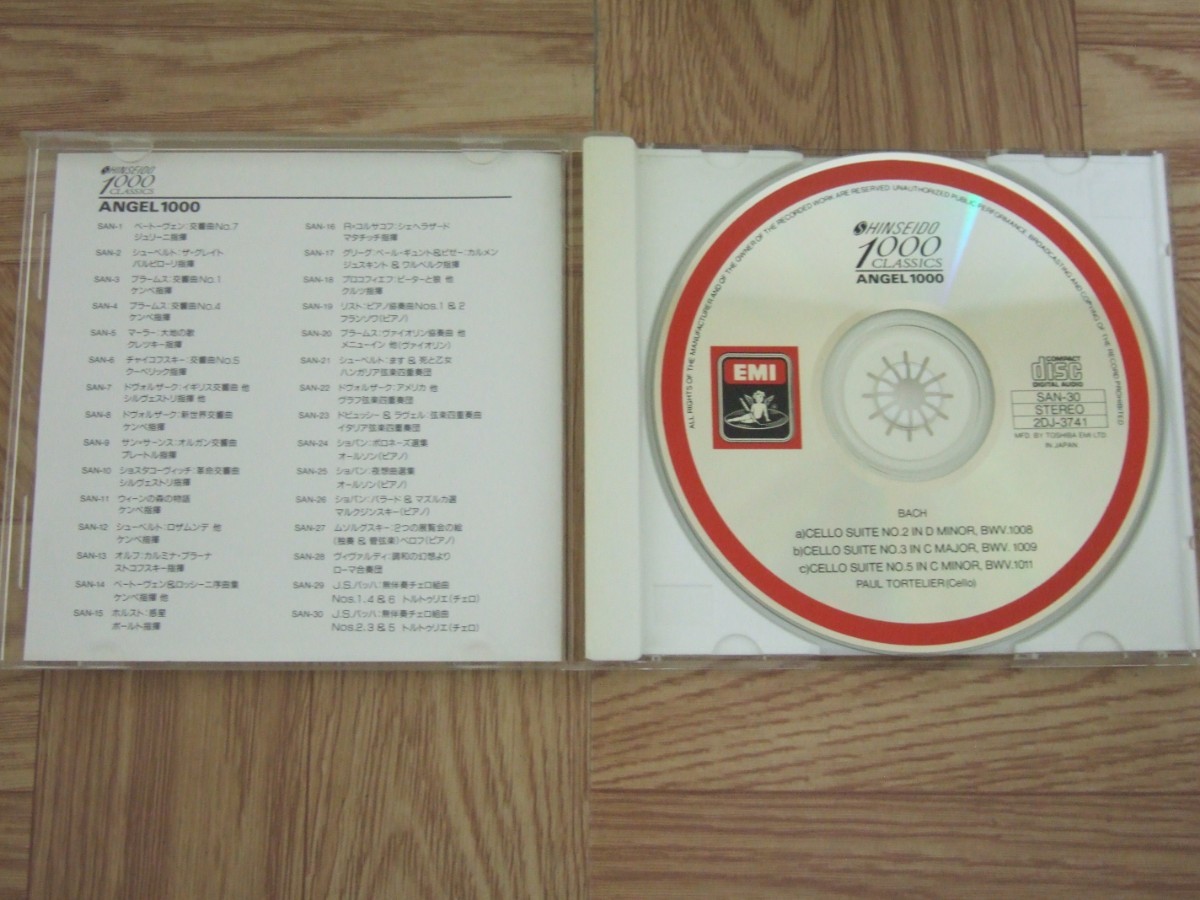 SHINSEIDO
1000
CLASSICS
ANGEL 1000
SAN-1 ベートーヴェン:交響曲No.7
ジュリーニ指揮
SAN-2 シューベルト:ザ・グレイト
バルビローリ指揮
SAN-3 ブラームス:交響曲No.1
ケンペ指揮
SAN-4 ブラームス:交響曲No.4
ケンペ指揮
SAN-5 マーラー:大地の歌
クレツキー指揮
SAN-6 チャイコフスキー:交響曲No.5
クーベリック指揮
SAN-7 ドヴォルザーク:イギリス交響曲 他
シルヴェストリ指揮 他
SAN-8 ドヴォルザーク:新世界交響曲
ケンペ指揮
SAN-9 サン=サーンス:オルガン交響曲
プレートル指揮
SAN-10 ショスタコーヴィッチ:革命交響曲
シルヴェストリ指揮
SAN-11 ウィーンの森の物語
ケンペ指揮
SAN-12 シューベルト:ロザムンデ 他
ケンペ指揮
SAN-13 オルフ:カルミナ・ブラーナ
ストコフスキー指揮
SAN-14 ベートーヴェン&ロッシーニ序曲集
ケンペ指揮 他
SAN-15 ホルスト:惑星
ボールト指揮
SAN-16 R=コルサコフ:シェヘラザード
マタチッチ指揮
SAN-17 グリーグ:ペール・ギュント&ビゼー:カルメン
ジュスキント & ワルベルク指揮
SAN-18 プロコフィエフ:ピーターと狼 他
クルツ指揮
SAN-19 リスト:ピアノ協奏曲Nos.1 & 2
フランソワ(ピアノ)
SAN-20 ブラームス:ヴァイオリン協奏曲 他
メニューイン 他(ヴァイオリン)
SAN-21 シューベルト:ます & 死と乙女
ハンガリア弦楽四重奏団
SAN-22 ドヴォルザーク:アメリカ 他
グラフ弦楽四重奏団
SAN-23 ドビュッシー & ラヴェル:弦楽四重奏曲
イタリア弦楽四重奏団
SAN-24 ショパン:ポロネーズ選集
オールソン(ピアノ)
SAN-25 ショパン:夜想曲選集
オールソン(ピアノ)
SAN-26 ショパン:バラード & マズルカ選
マルクジンスキー(ピアノ)
SAN-27 ムソルグスキー:2つの展覧会の絵
(独奏 & 管弦楽)ベロフ(ピアノ)
SAN-28 ヴィヴァルディ:調和の幻想より
ローマ合奏団
SAN-29 J.S.バッハ:無伴奏チェロ組曲
Nos.1.4 & 6 トルトゥリエ(チェロ)
SAN-30 J.S.バッハ:無伴奏チェロ組曲
Nos.2,3 & 5 トルトゥリエ(チェロ)
ALL RIGHTS OF THE MANUFACTURER AND OF THE OWNER OF THE RECORDED WORK ARE RESERVED. UNAUTHORIZED PUBLIC PERFORMANCE BROADCASTING AND COPYING OF THE RECORD PROHIBITED
SHINSEIDO
1000
CLASSICS
ANGEL 1000
EMI
COMPACT
disc
DIGITAL AUDIO
SAN-30
STEREO
2DJ-3741
MFD. BY TOSHIBA EMI LTD.
IN JAPAN
BACH
a)CELLO SUITE NO.2 IN D MINOR, BWV.1008
b)CELLO SUITE NO.3 IN C MAJOR, BWV. 1009
c)CELLO SUITE NO.5 IN C MINOR, BWV.1011
PAUL TORTELIER(Cello)